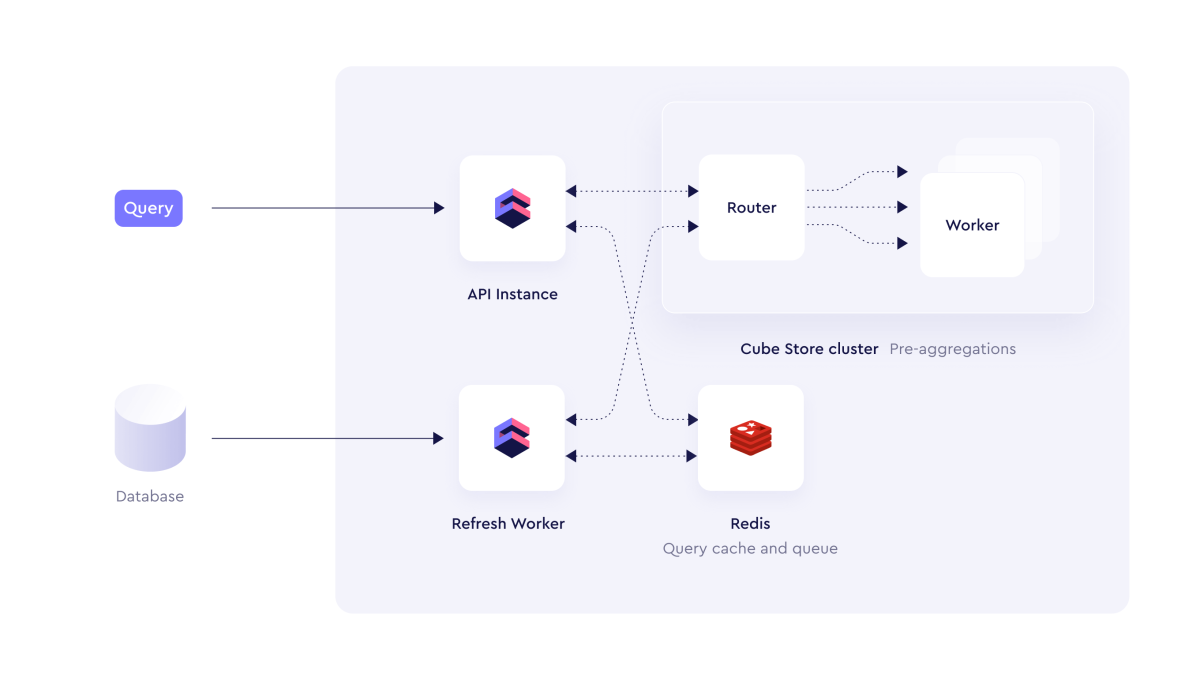 Query
API Instance
Router
Worker
Cube Store cluster Pre-aggregations
Database
Refresh Worker
Redis
Query cache and queue